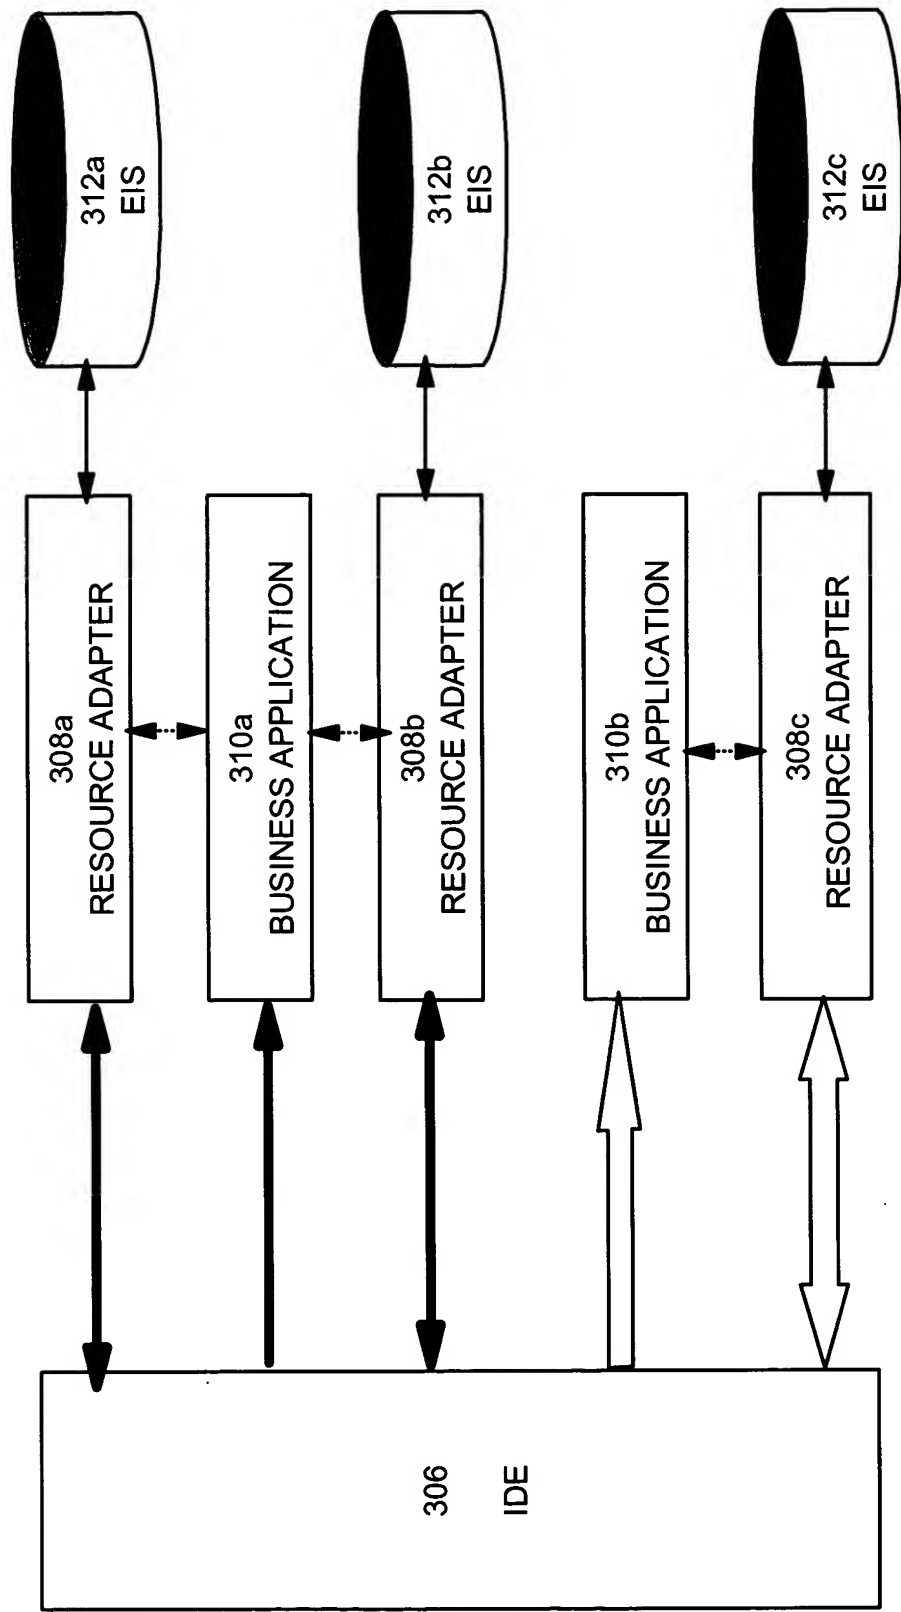 306
IDE
308a
RESOURCE ADAPTER
310a
BUSINESS APPLICATION
308b
RESOURCE ADAPTER
310b
BUSINESS APPLICATION
308c
RESOURCE ADAPTER
312a
EIS
312b
EIS
312c
EIS